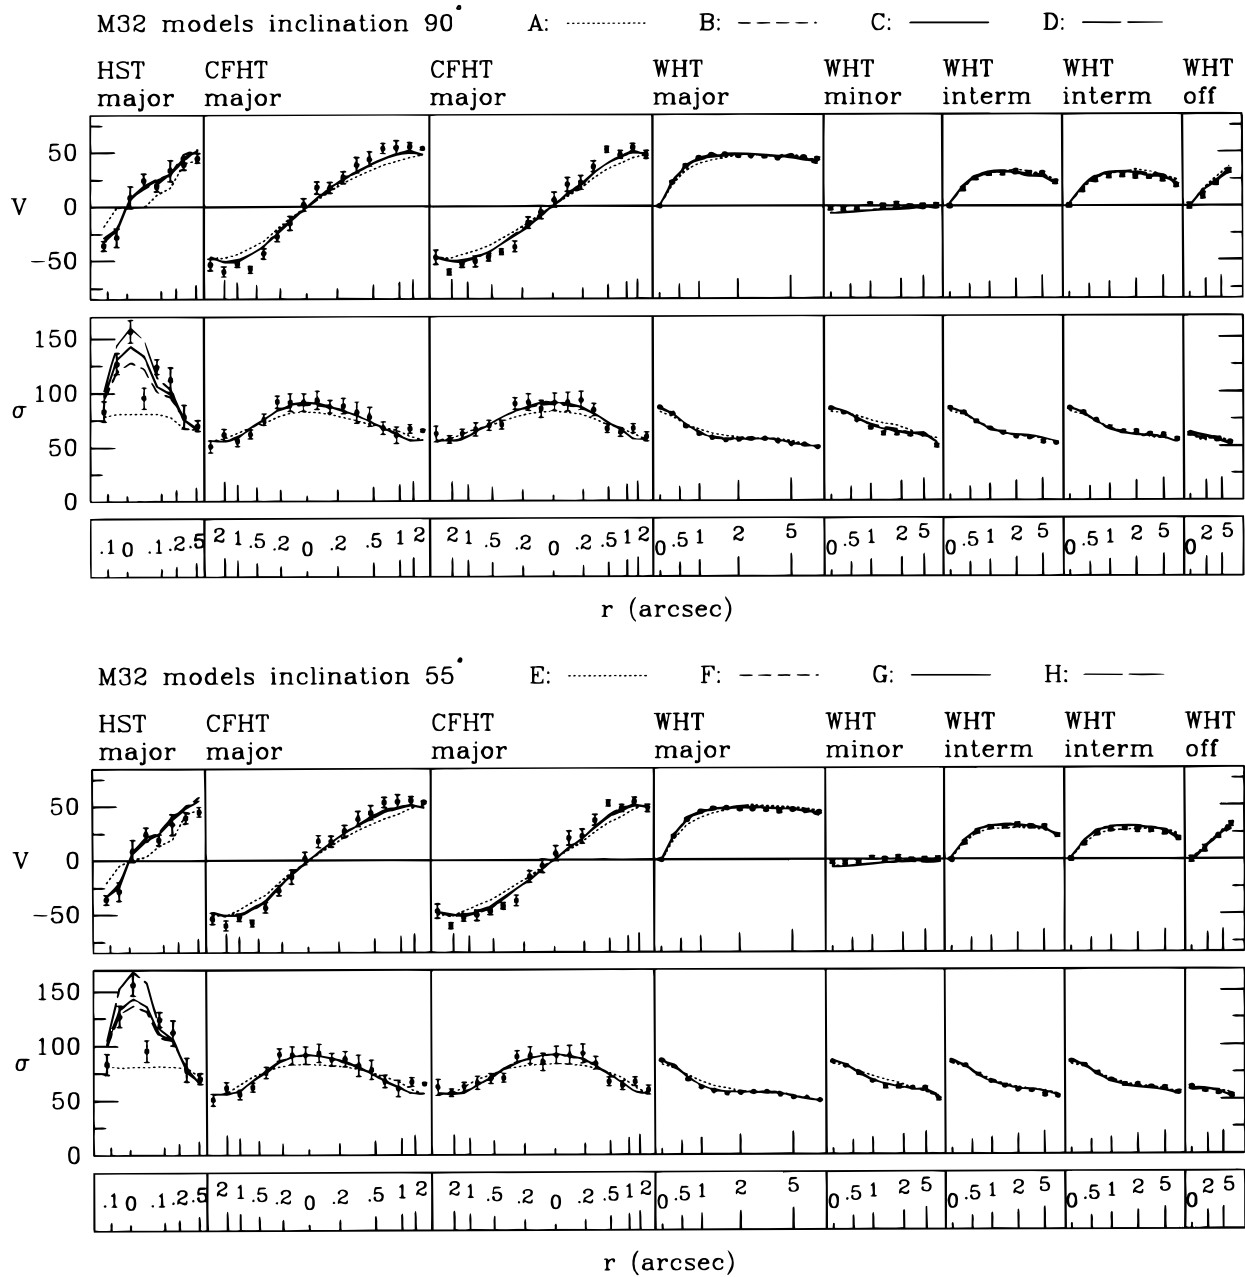 M32 models inclination 90° A: B: C: D:
HST CFHT CFHT WHT WHT WHT WHT WHT
major major major major minor interm interm off
50
V 0
−50
150
100
σ
50
0
.1 0 .1 .2 .5 2 1 .5 .2 0 .2 .5 1 2 2 1 .5 .2 0 .2 .5 1 2 0 .5 1 2 5 0 .5 1 2 5 0 .5 1 2 5 0 .5 1 2 5 0 2 5
r (arcsec)
M32 models inclination 55° E: F: G: H:
HST CFHT CFHT WHT WHT WHT WHT WHT
major major major major minor interm interm off
50
V 0
−50
150
100
σ
50
0
.1 0 .1 .2 .5 2 1 .5 .2 0 .2 .5 1 2 2 1 .5 .2 0 .2 .5 1 2 0 .5 1 2 5 0 .5 1 2 5 0 .5 1 2 5 0 .5 1 2 5 0 2 5
r (arcsec)